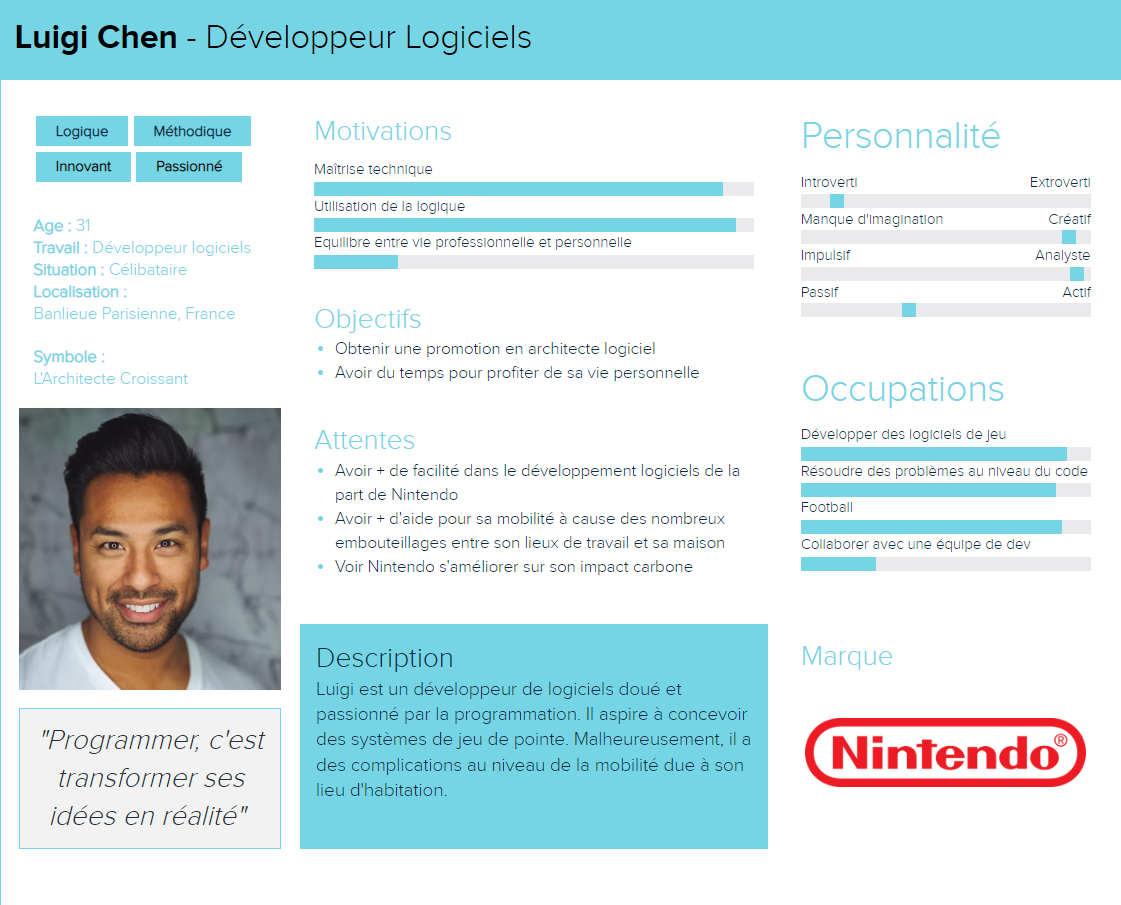 Luigi Chen - Développeur Logiciels
Logique
Méthodique
Innovant
Passionné
Age : 31
Travail : Développeur logiciels
Situation : Célibataire
Localisation :
Banlieue Parisienne, France
Symbole :
L'Architecte Croissant
"Programmer, c'est
transformer ses
idées en réalité"
Motivations
Maîtrise technique
Utilisation de la logique
Equilibre entre vie professionnelle et personnelle
Objectifs
Obtenir une promotion en architecte logiciel
Avoir du temps pour profiter de sa vie personnelle
Attentes
Avoir + de facilité dans le développement logiciels de la
part de Nintendo
Avoir + d'aide pour sa mobilité à cause des nombreux
embouteillages entre son lieux de travail et sa maison
Voir Nintendo s'améliorer sur son impact carbone
Description
Luigi est un développeur de logiciels doué et
passionné par la programmation. Il aspire à concevoir
des systèmes de jeu de pointe. Malheureusement, il a
des complications au niveau de la mobilité due à son
lieu d'habitation.
Personnalité
Introverti Extroverti
Manque d'imagination Créatif
Impulsif Analyste
Passif Actif
Occupations
Développer des logiciels de jeu
Résoudre des problèmes au niveau du code
Football
Collaborer avec une équipe de dev
Marque
Nintendo®